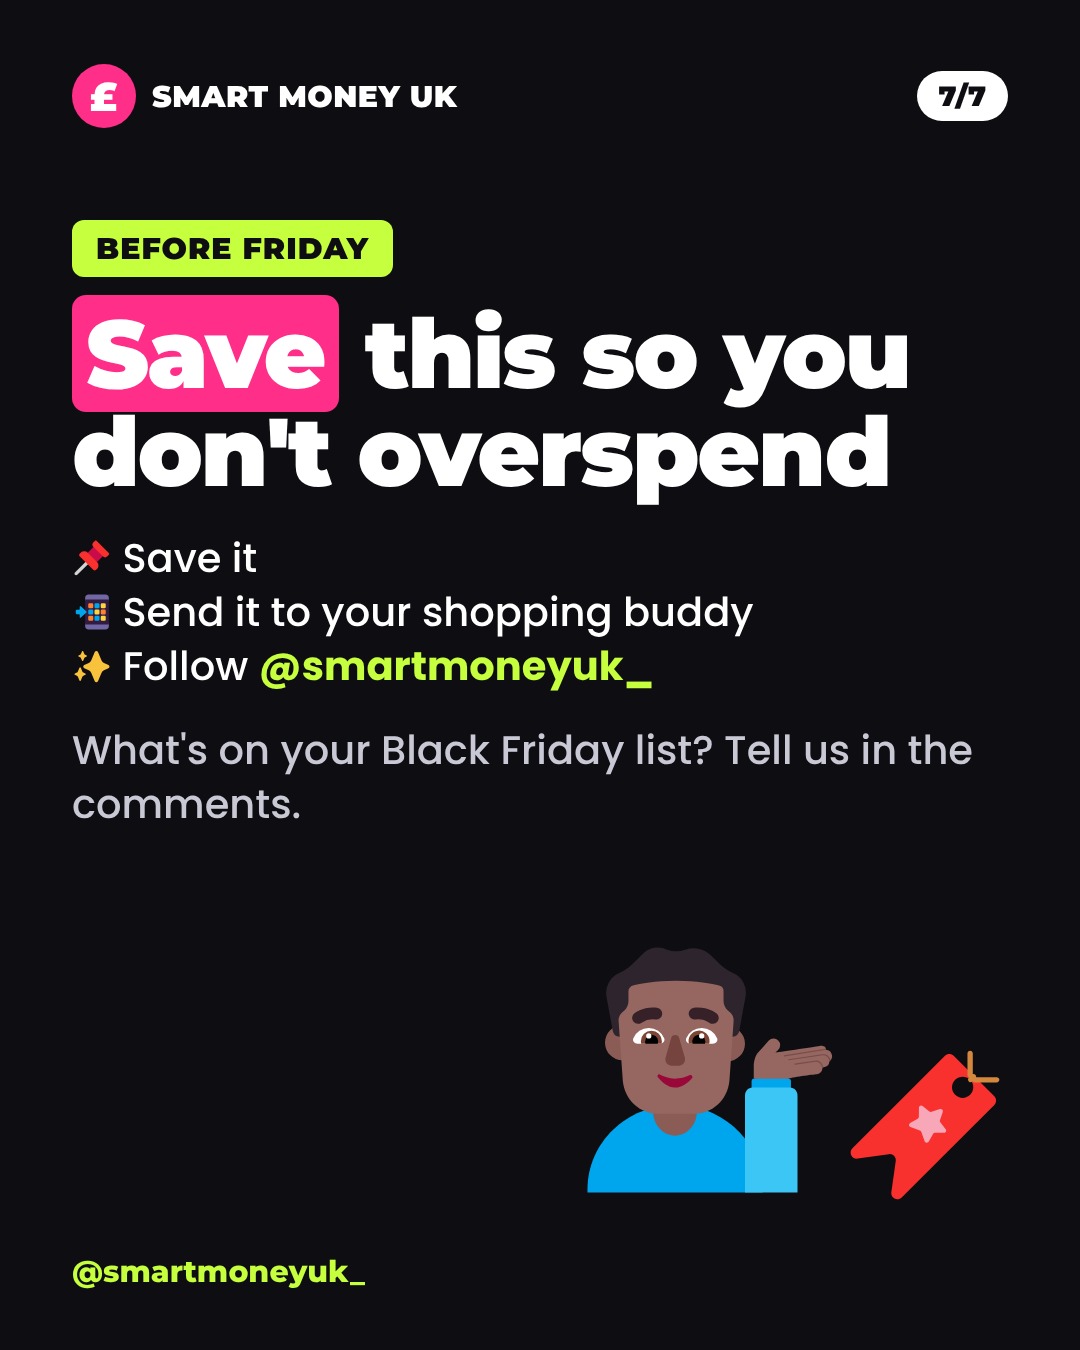 £ SMART MONEY UK
7/7
BEFORE FRIDAY
Save this so you
don't overspend
📌 Save it
📲 Send it to your shopping buddy
✨ Follow @smartmoneyuk_
What's on your Black Friday list? Tell us in the
comments.
@smartmoneyuk_